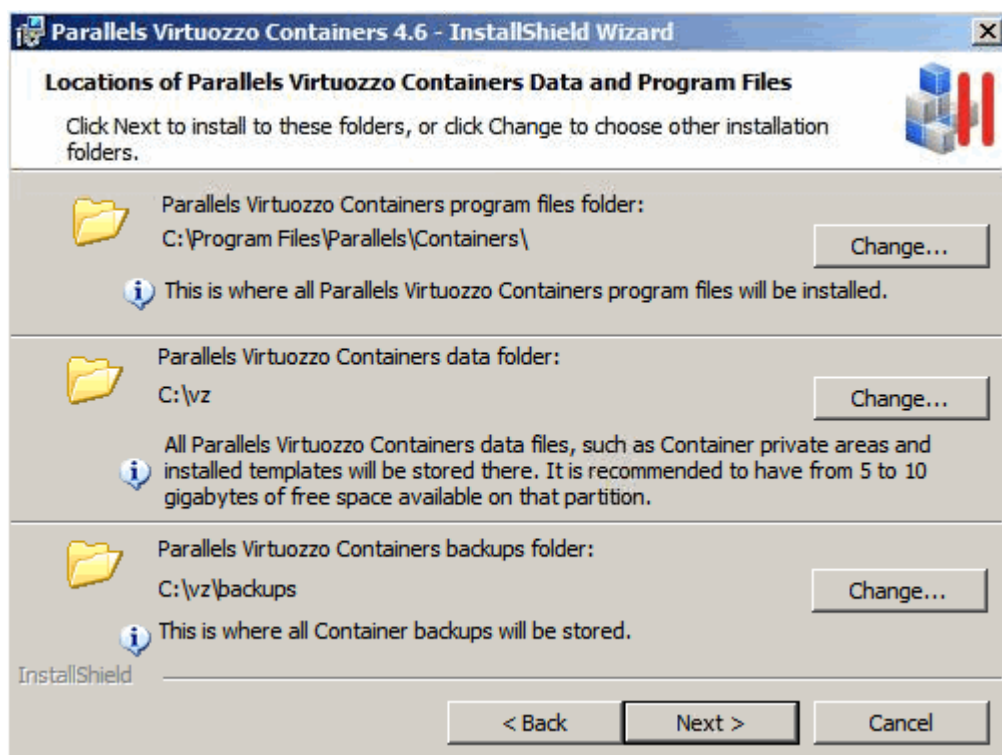 Parallels Virtuozzo Containers 4.6 - InstallShield Wizard
Locations of Parallels Virtuozzo Containers Data and Program Files
Click Next to install to these folders, or click Change to choose other installation
folders.
Parallels Virtuozzo Containers program files folder:
C:\Program Files\Parallels\Containers\
Change...
This is where all Parallels Virtuozzo Containers program files will be installed.
Parallels Virtuozzo Containers data folder:
C:\vz
Change...
All Parallels Virtuozzo Containers data files, such as Container private areas and
installed templates will be stored there. It is recommended to have from 5 to 10
gigabytes of free space available on that partition.
Parallels Virtuozzo Containers backups folder:
C:\vz\backups
Change...
This is where all Container backups will be stored.
InstallShield
< Back
Next >
Cancel